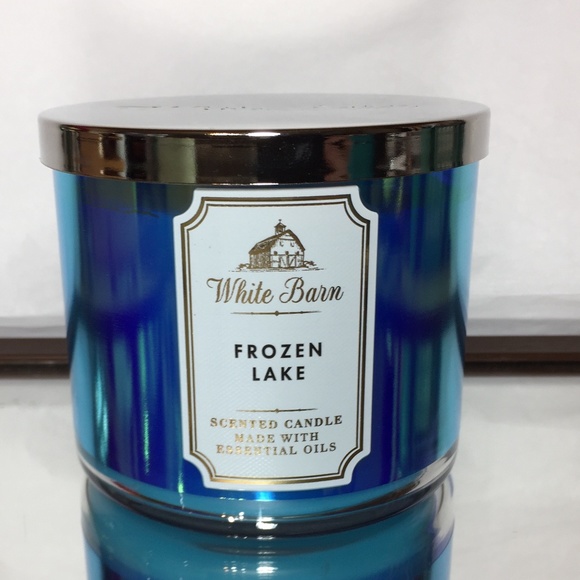 White Barn
FROZEN
LAKE
SCENTED CANDLE
MADE WITH
ESSENTIAL OILS